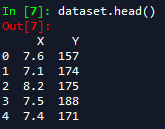 In [7]: dataset.head()
Out[7]:
X Y
0 7.6 157
1 7.1 174
2 8.2 175
3 7.5 188
4 7.4 171